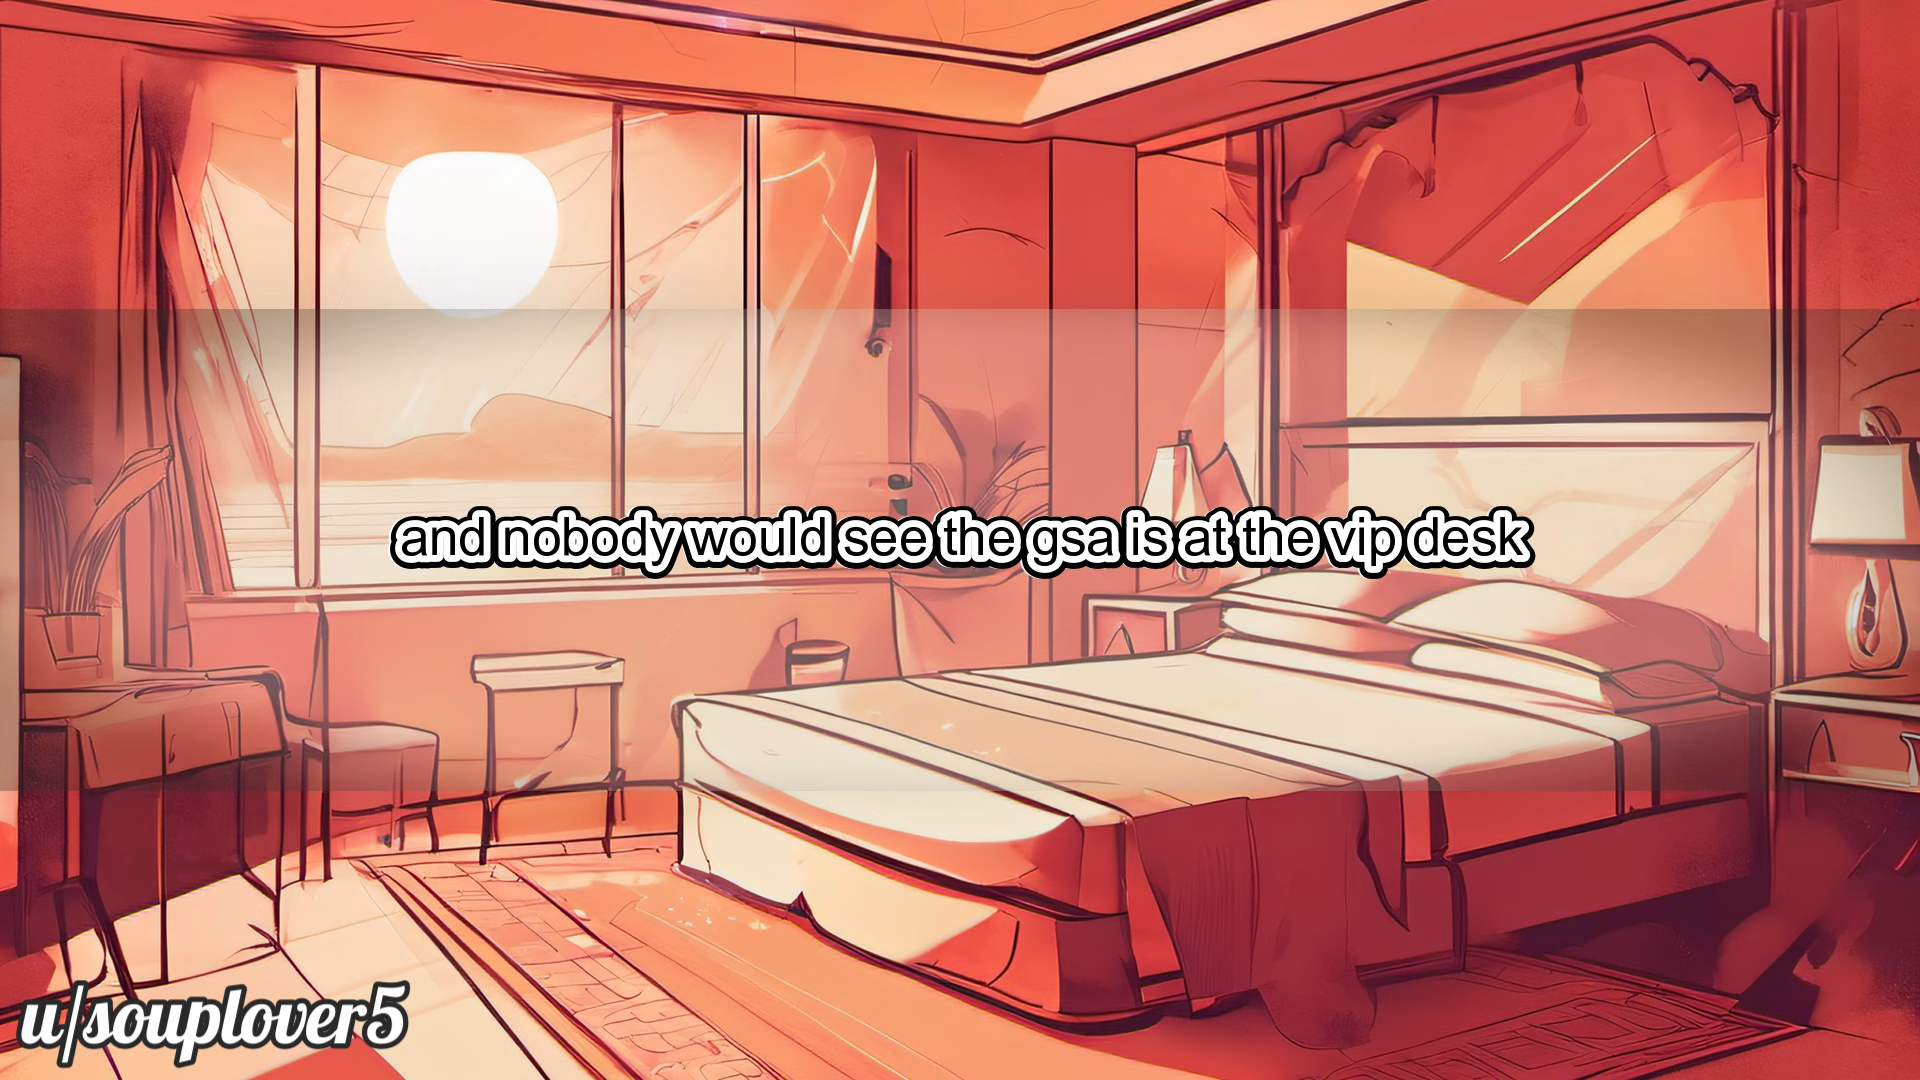 and nobody would see the gsa is at the vip desk
u/souplover5